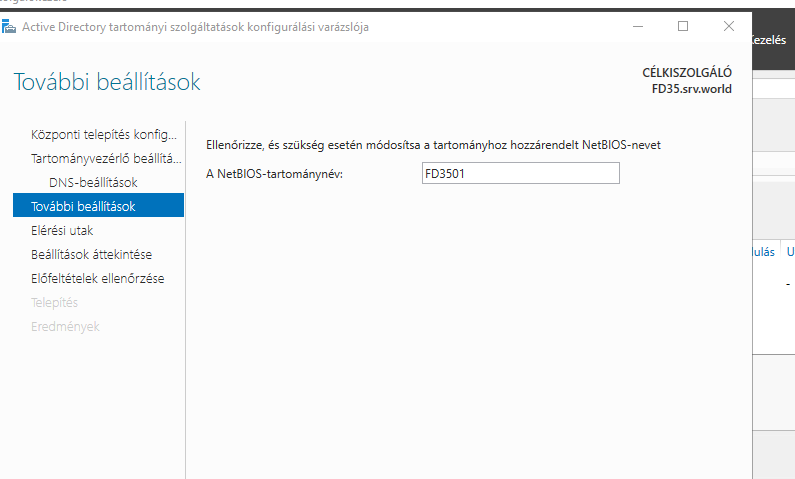 Active Directory tartományi szolgáltatások konfigurálási varázslója
ezelés
További beállítások
CÉLKISZOLGÁLÓ
FD35.srv.world
Központi telepítés konfig...
Tartományvezérlő beállítá...
DNS-beállítások
További beállítások
Elérési utak
Beállítások áttekintése
Előfeltételek ellenőrzése
Telepítés
Eredmények
Ellenőrizze, és szükség esetén módosítsa a tartományhoz hozzárendelt NetBIOS-nevet
A NetBIOS-tartománynév:
FD3501
lulás U
-